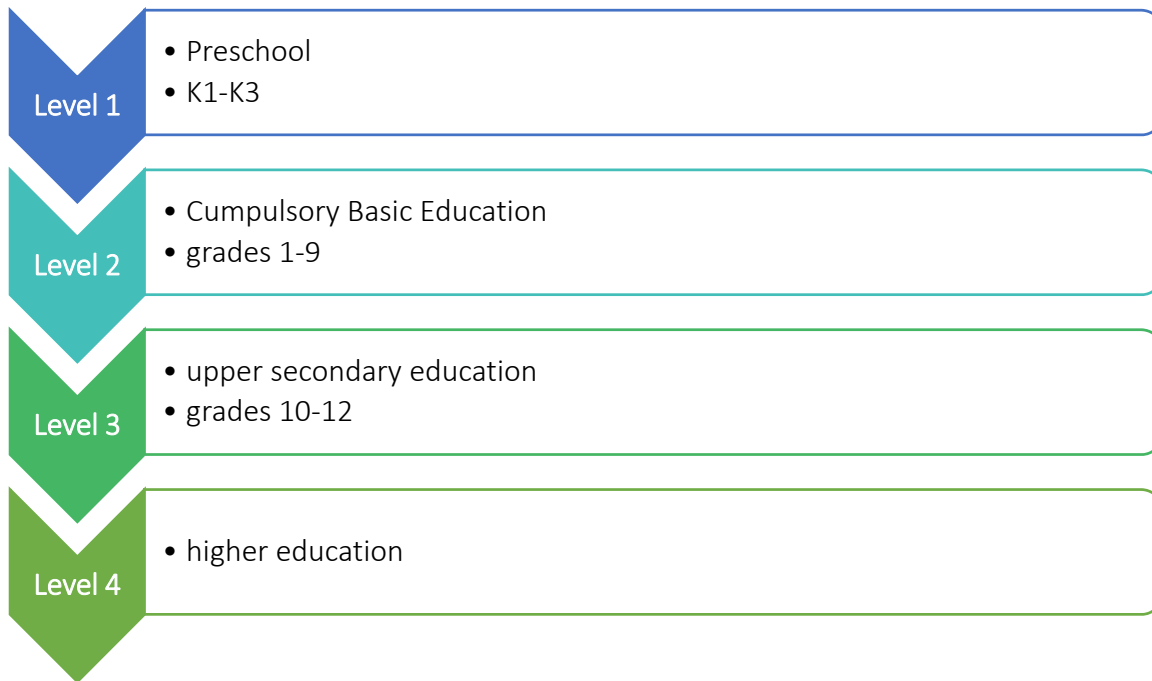 Level 1
• Preschool
• K1-K3
Level 2
• Cumpulsory Basic Education
• grades 1-9
Level 3
• upper secondary education
• grades 10-12
Level 4
• higher education